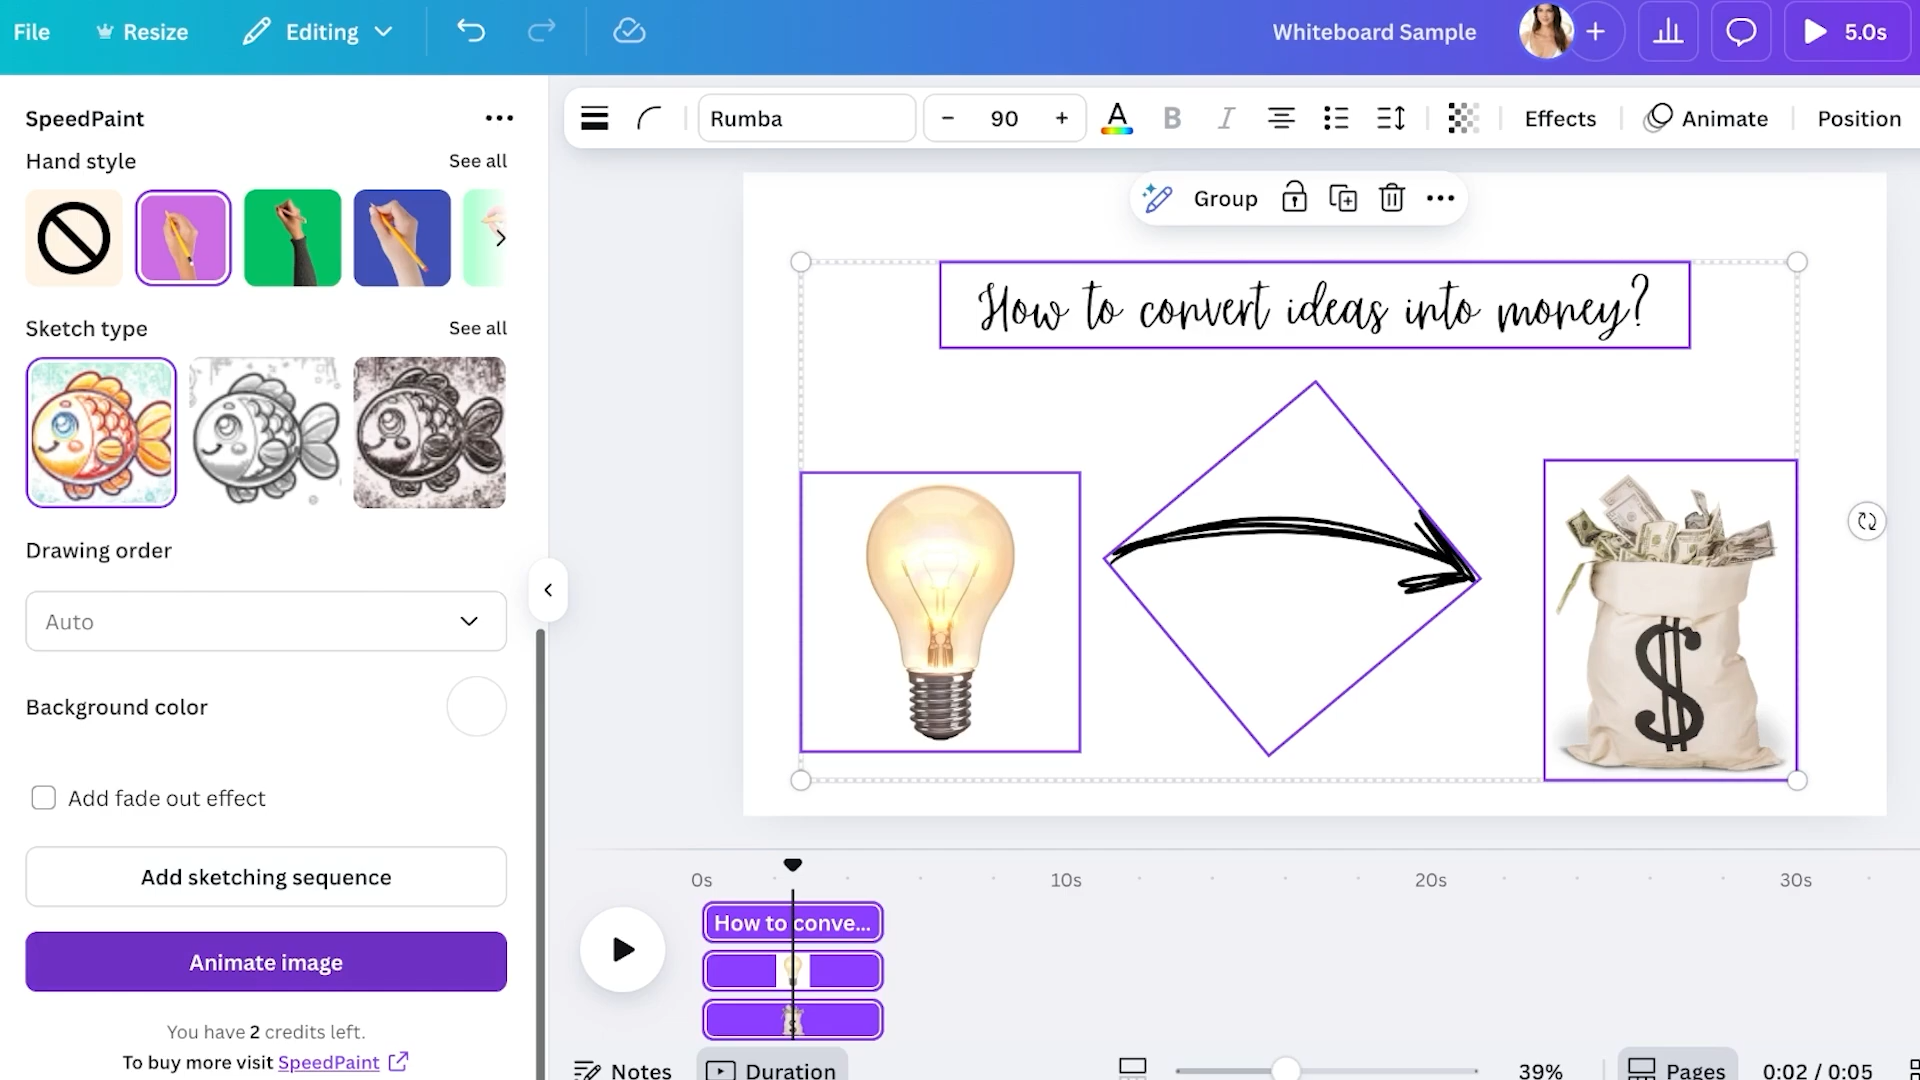 File
Resize
Editing
Whiteboard Sample
5.0s
SpeedPaint
Hand style
See all
Sketch type
See all
Drawing order
Auto
Background color
Add fade out effect
Add sketching sequence
Animate image
You have 2 credits left.
To buy more visit SpeedPaint
Rumba
90
A
B
I
Effects
Animate
Position
Group
How to convert ideas into money?
$
0s
10s
20s
30s
How to conve...
Notes
Duration
39%
Pages
0:02 / 0:05